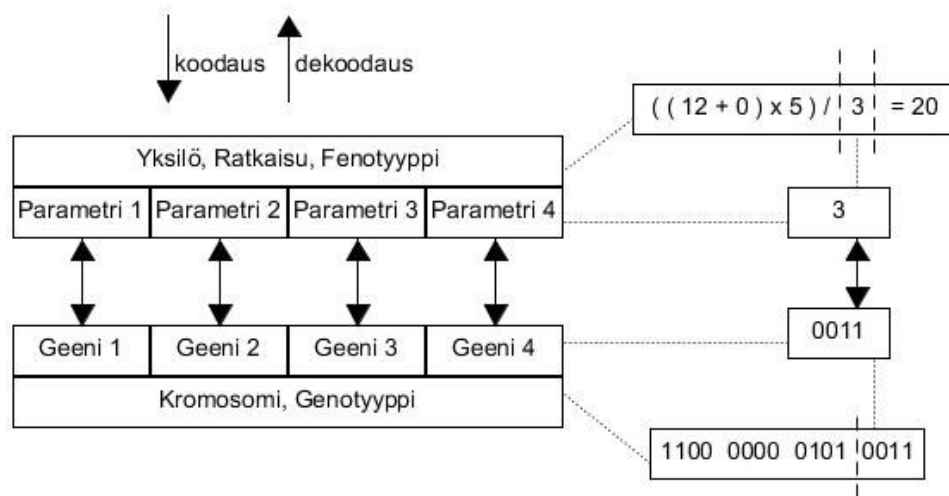 koodaus dekoodaus
( ( 12 + 0 ) x 5 ) / 3 = 20
Yksilö, Ratkaisu, Fenotyyppi
Parametri 1 Parametri 2 Parametri 3 Parametri 4
3
Geeni 1 Geeni 2 Geeni 3 Geeni 4
0011
Kromosomi, Genotyyppi
1100 0000 0101 0011